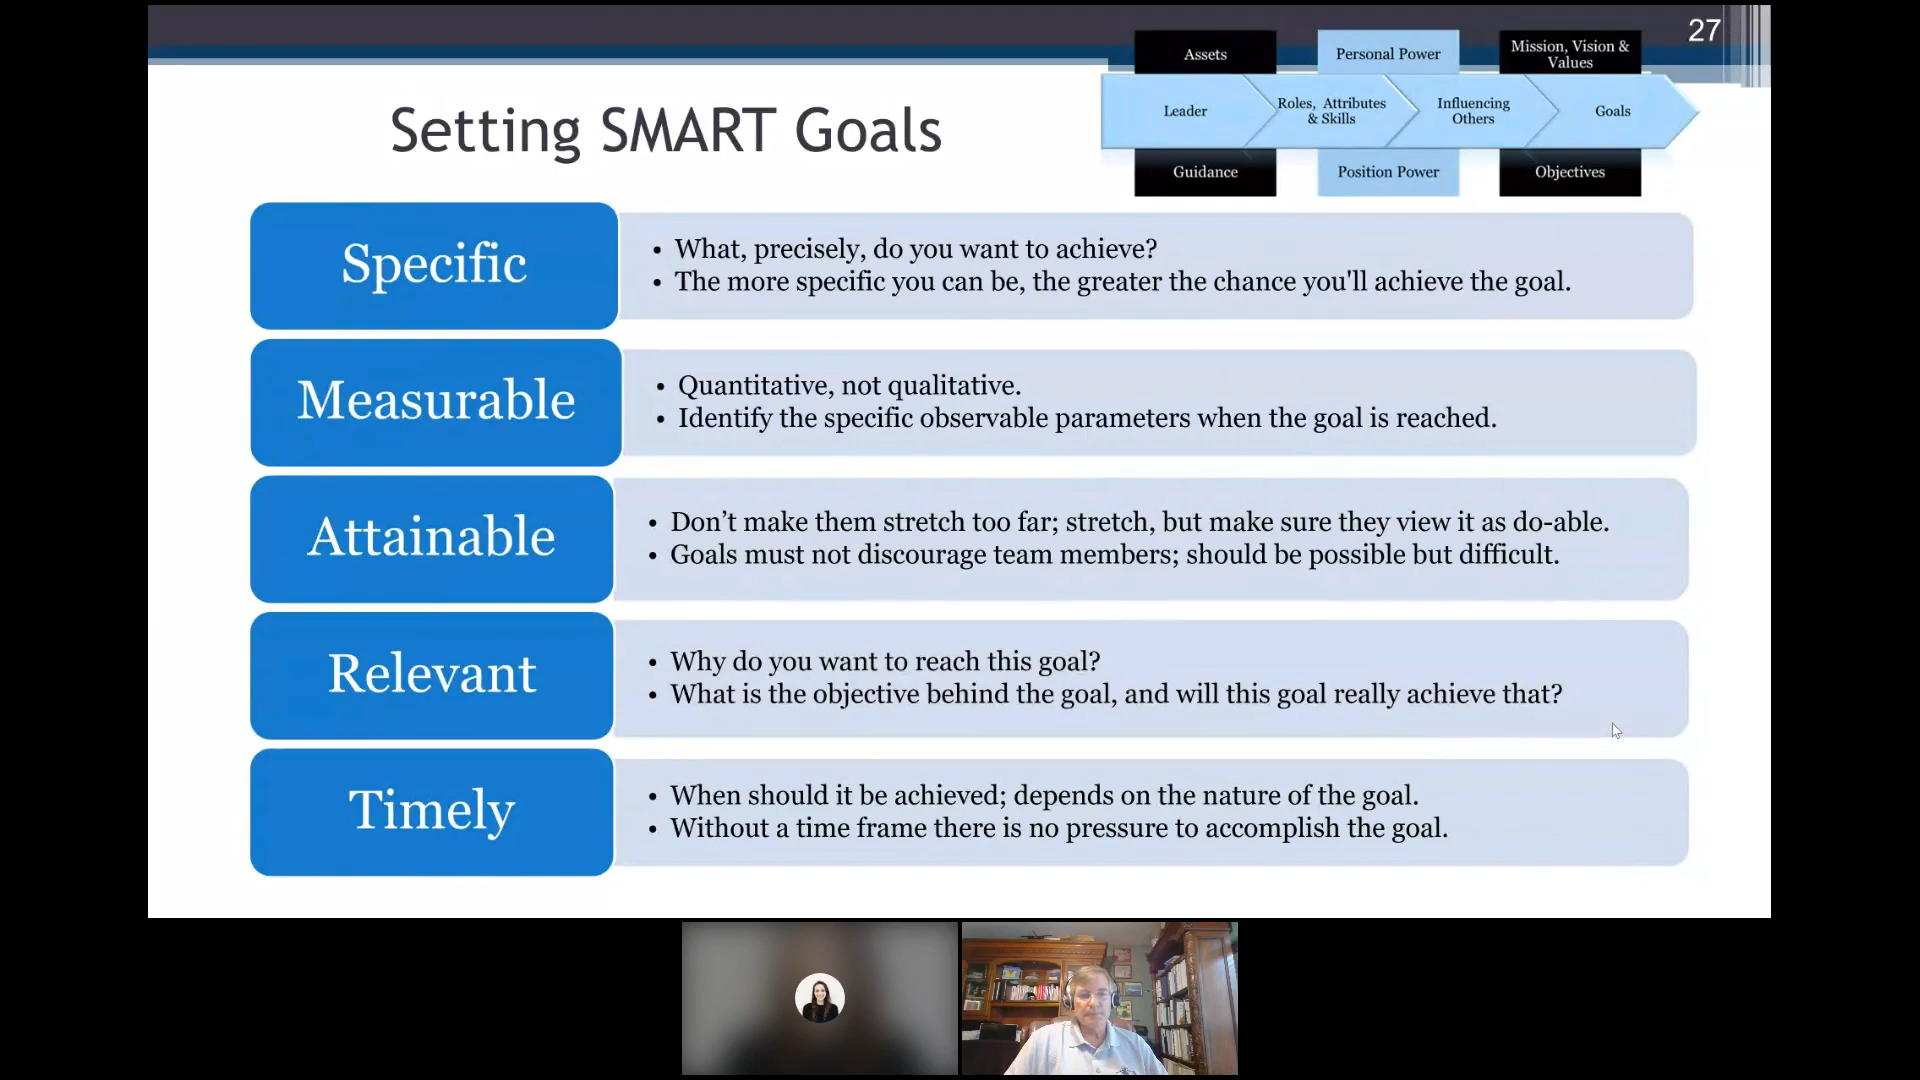 27
Assets
Personal Power
Mission, Vision &
Values
Leader
Roles, Attributes
& Skills
Influencing
Others
Goals
Guidance
Position Power
Objectives
Setting SMART Goals
Specific
• What, precisely, do you want to achieve?
• The more specific you can be, the greater the chance you'll achieve the goal.
Measurable
• Quantitative, not qualitative.
• Identify the specific observable parameters when the goal is reached.
Attainable
• Don’t make them stretch too far; stretch, but make sure they view it as do-able.
• Goals must not discourage team members; should be possible but difficult.
Relevant
• Why do you want to reach this goal?
• What is the objective behind the goal, and will this goal really achieve that?
Timely
• When should it be achieved; depends on the nature of the goal.
• Without a time frame there is no pressure to accomplish the goal.